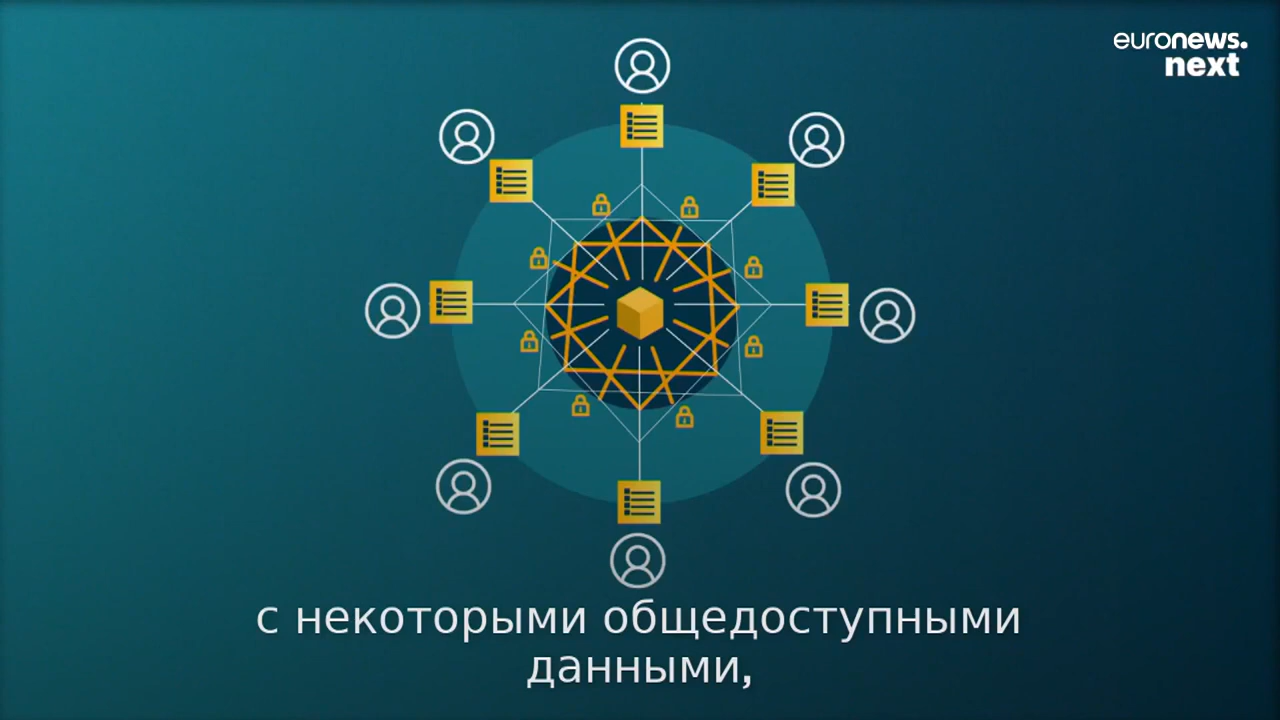 euronews.
next
с некоторыми общедоступными
данными,